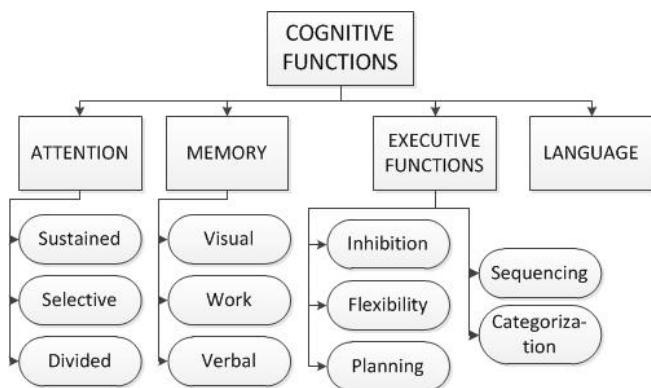 COGNITIVE
FUNCTIONS
ATTENTION
MEMORY
EXECUTIVE
FUNCTIONS
LANGUAGE
Sustained
Selective
Divided
Visual
Work
Verbal
Inhibition
Flexibility
Planning
Sequencing
Categoriza-
tion